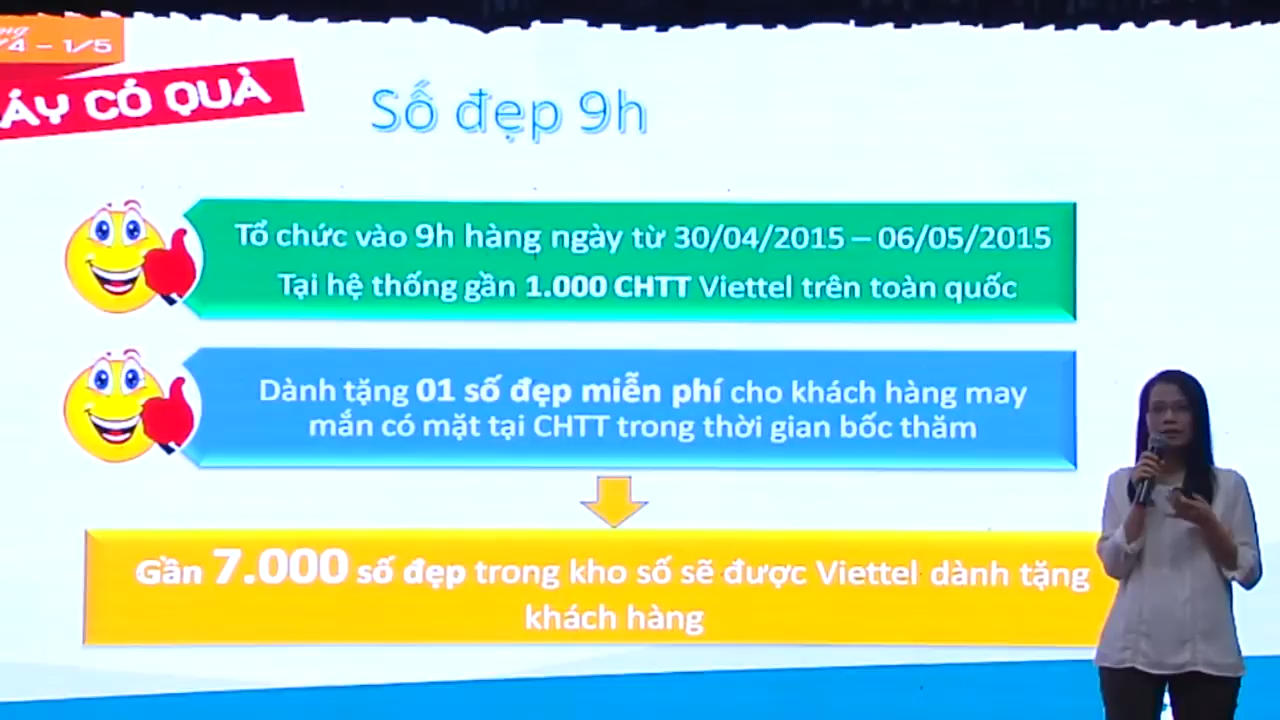 /4 – 1/5
ÁY CÓ QUÀ
Số đẹp 9h
Tổ chức vào 9h hàng ngày từ 30/04/2015 – 06/05/2015
Tại hệ thống gần 1.000 CHTT Viettel trên toàn quốc
Dành tặng 01 số đẹp miễn phí cho khách hàng may
mắn có mặt tại CHTT trong thời gian bốc thăm
Gần 7.000 số đẹp trong kho số sẽ được Viettel dành tặng
khách hàng